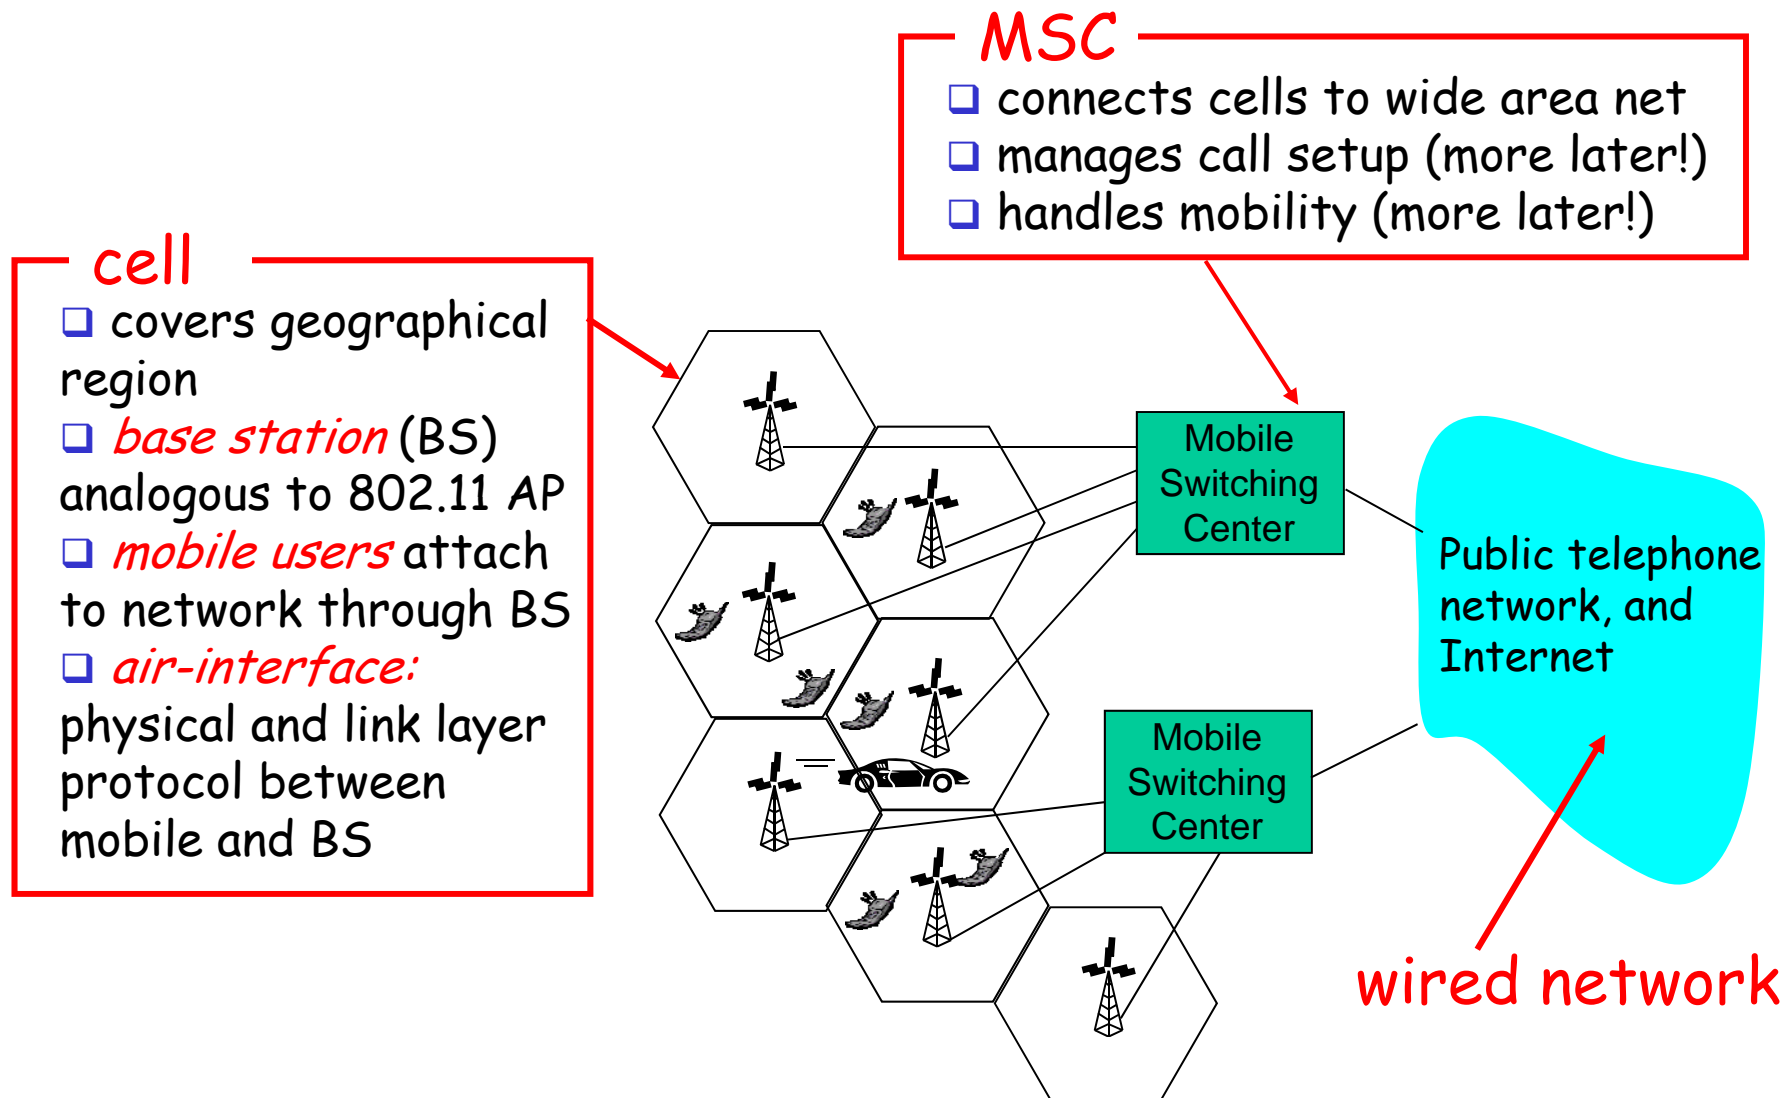 MSC
❑ connects cells to wide area net
❑ manages call setup (more later!)
❑ handles mobility (more later!)
cell
❑ covers geographical
region
❑ base station (BS)
analogous to 802.11 AP
❑ mobile users attach
to network through BS
❑ air-interface:
physical and link layer
protocol between
mobile and BS
Mobile
Switching
Center
Public telephone
network, and
Internet
Mobile
Switching
Center
wired network